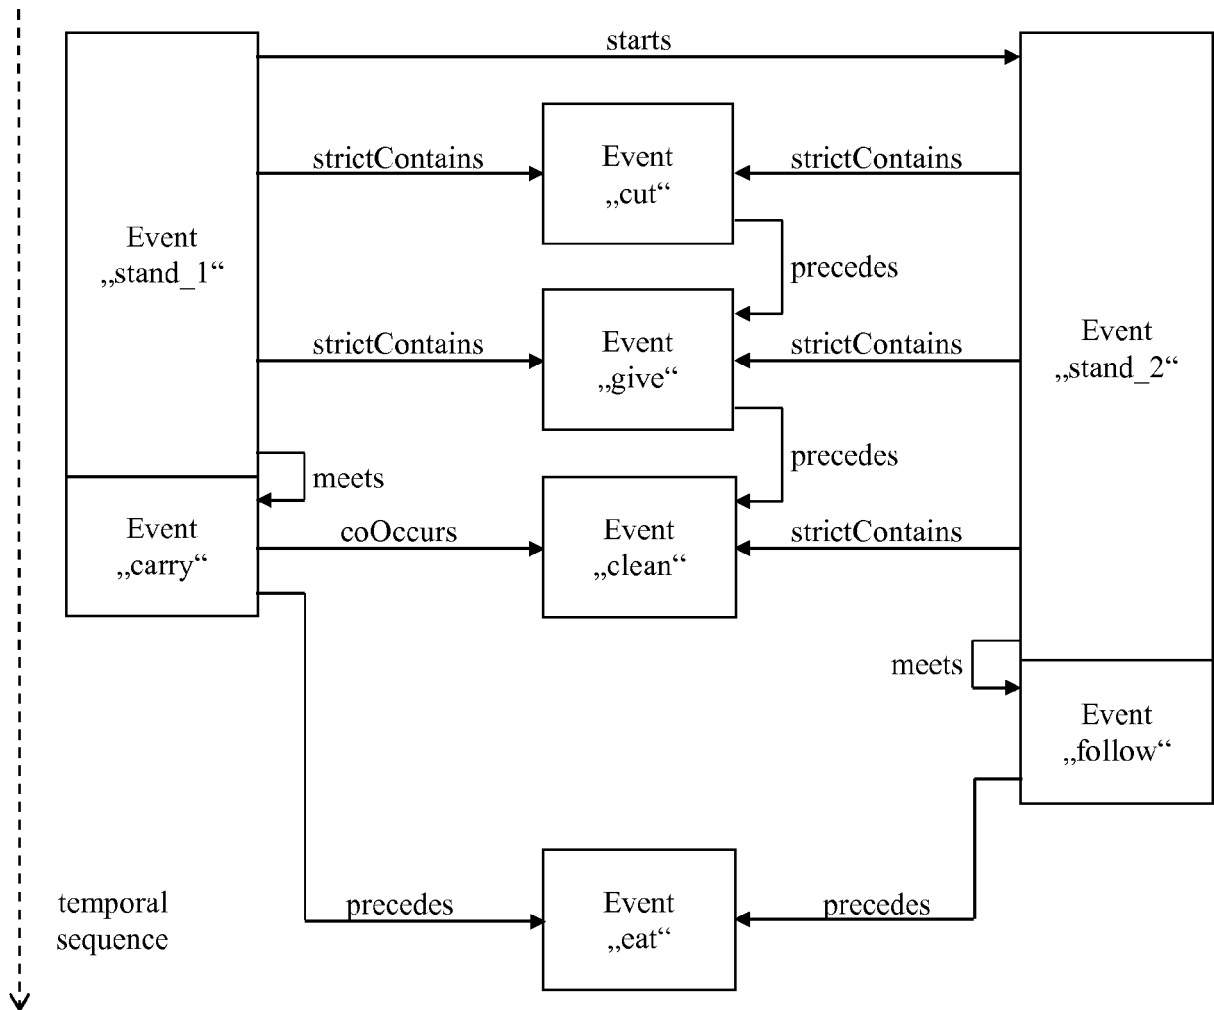 starts
strictContains
Event
„cut“
strictContains
Event
„stand_1“
precedes
strictContains
Event
„give“
strictContains
Event
„stand_2“
meets
precedes
Event
„carry“
coOccurs
Event
„clean“
strictContains
meets
Event
„follow“
temporal
sequence
precedes
Event
„eat“
precedes